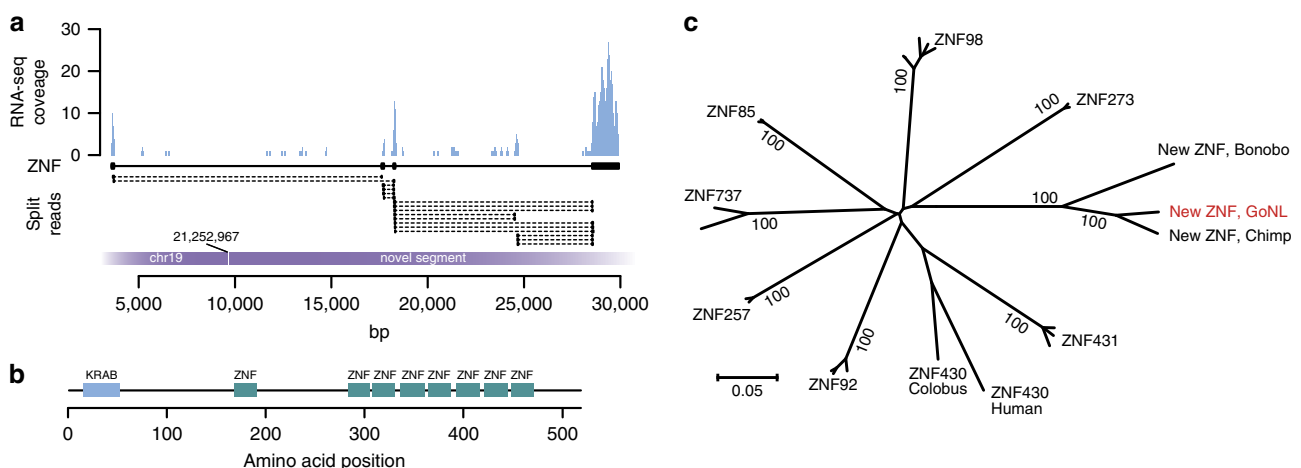 a
30
20
10
0
RNA-seq
coveage
ZNF
Split
reads
21,252,967
chr19
novel segment
5,000
10,000
15,000
20,000
25,000
30,000
bp
b
KRAB
ZNF
ZNF ZNF ZNF ZNF ZNF ZNF ZNF
0
100
200
300
400
500
Amino acid position
c
ZNF98
100
ZNF273
100
ZNF85
100
New ZNF, Bonobo
100
New ZNF, GoNL
100
New ZNF, Chimp
ZNF737
100
ZNF257
100
ZNF431
100
ZNF92
100
ZNF430
Colobus
ZNF430
Human
0.05